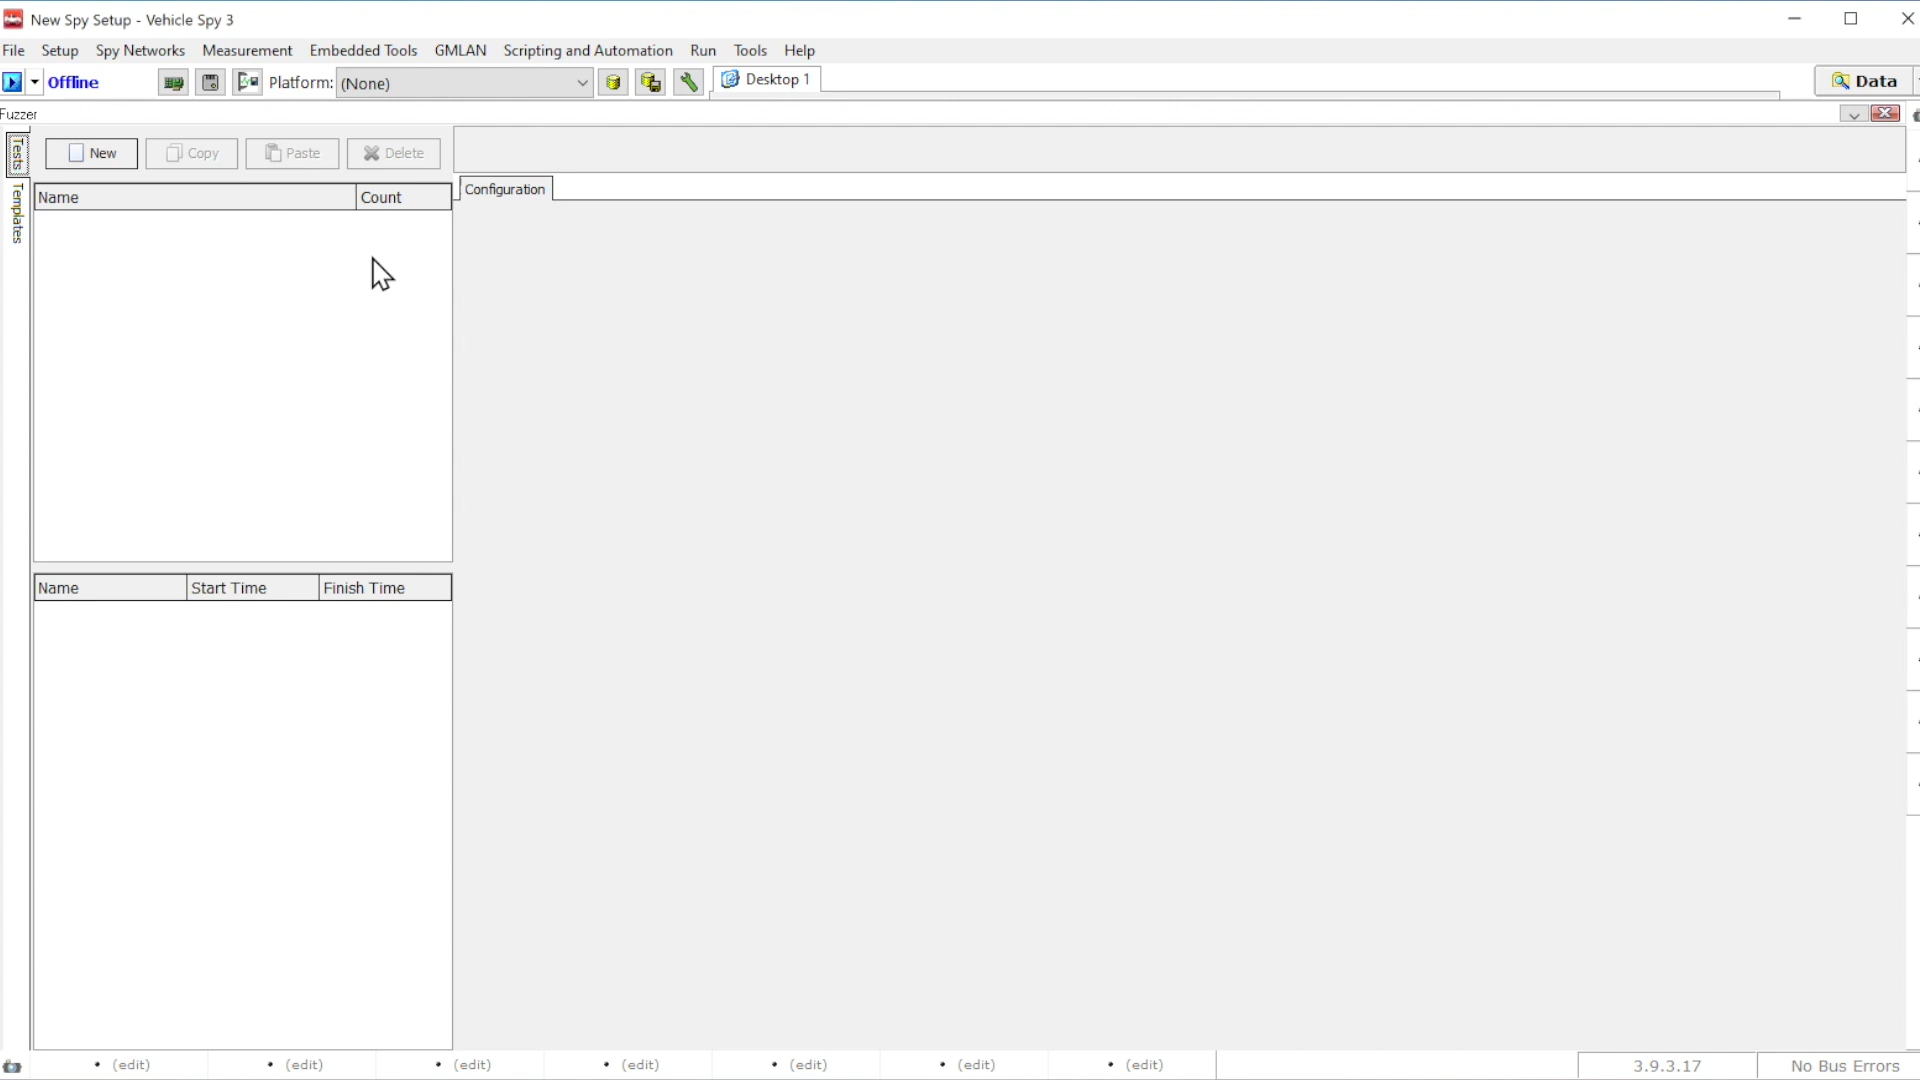 New Spy Setup - Vehicle Spy 3
File Setup Spy Networks Measurement Embedded Tools GMLAN Scripting and Automation Run Tools Help
Offline Platform: (None) Desktop 1 Data
Fuzzer
Tests
Templates
New Copy Paste Delete
Name Count
Configuration
Name Start Time Finish Time
• (edit) • (edit) • (edit) • (edit) • (edit) • (edit) • (edit) 3.9.3.17 No Bus Errors